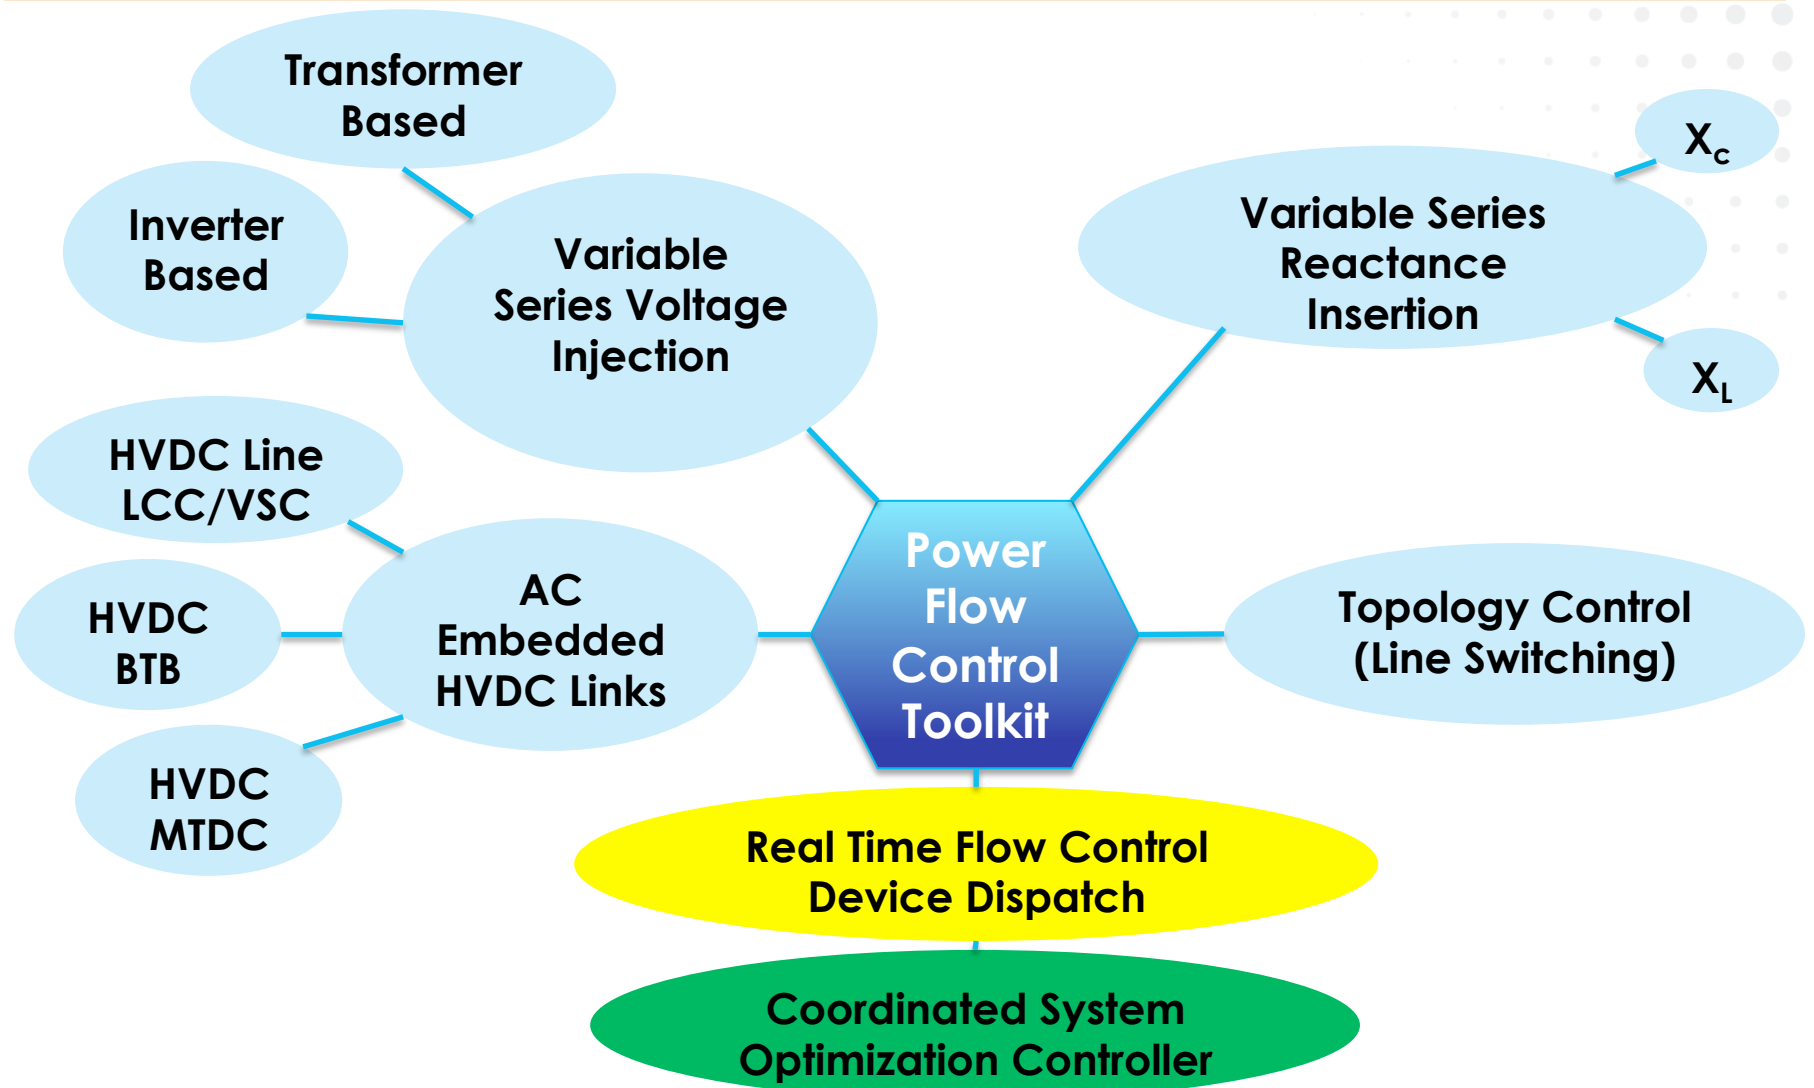 Transformer
Based
Inverter
Based
Variable
Series Voltage
Injection
X_c
Variable Series
Reactance
Insertion
X_L
HVDC Line
LCC/VSC
HVDC
BTB
AC
Embedded
HVDC Links
HVDC
MTDC
Power
Flow
Control
Toolkit
Topology Control
(Line Switching)
Real Time Flow Control
Device Dispatch
Coordinated System
Optimization Controller